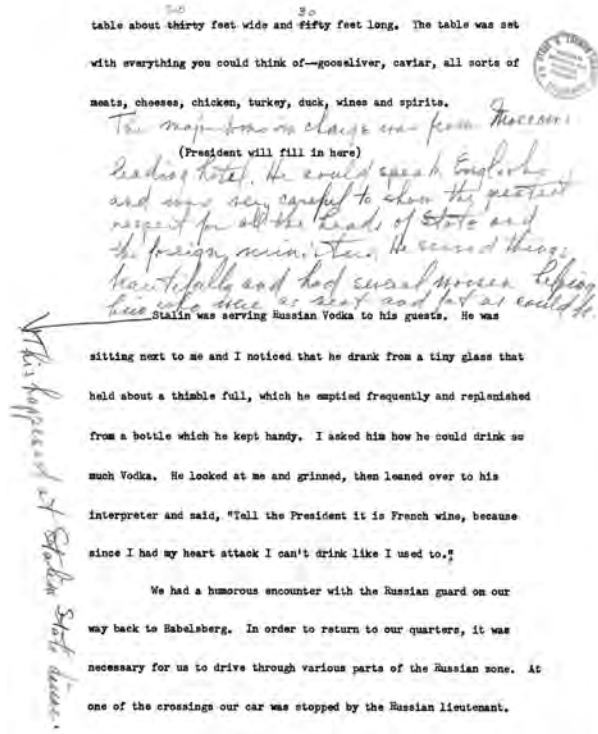 20 30
table about thirty feet wide and fifty feet long. The table was set
with everything you could think of--gooseliver, caviar, all sorts of
meats, cheeses, chicken, turkey, duck, wines and spirits.
The major domo in charge was from Moscow's
(President will fill in here)
leading hotel. He could speak English
and was very careful to show the greatest
respect for all the heads of State and
the foreign ministers. He served things
beautifully and had several women helping
him who were as neat and fat as could be.
Stalin was serving Russian Vodka to his guests. He was
sitting next to me and I noticed that he drank from a tiny glass that
held about a thimble full, which he emptied frequently and replenished
from a bottle which he kept handy. I asked him how he could drink so
much Vodka. He looked at me and grinned, then leaned over to his
interpreter and said, "Tell the President it is French wine, because
since I had my heart attack I can't drink like I used to."
We had a humorous encounter with the Russian guard on our
way back to Babelsberg. In order to return to our quarters, it was
necessary for us to drive through various parts of the Russian zone. At
one of the crossings our car was stopped by the Russian lieutenant.
This happened at Stalin State dinner.